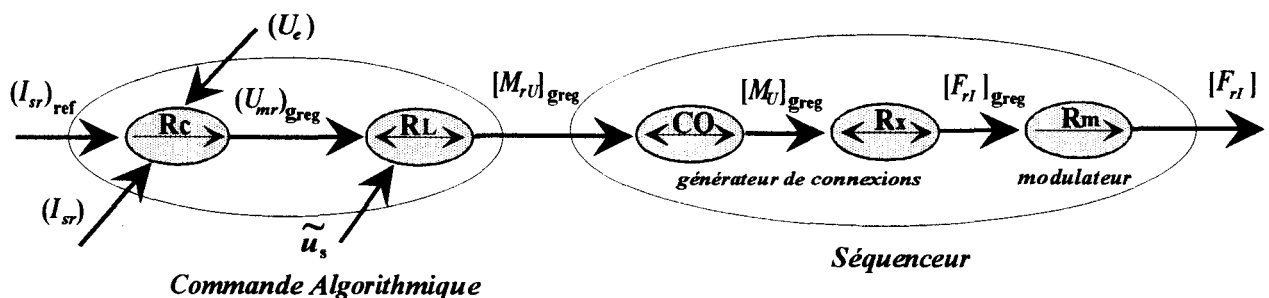 (U_e)
(I_sr)_ref
Rc
(U_mr)_greg
RL
[M_rU]_greg
CO
[M_U]_greg
Rx
[F_rI]_greg
Rm
[F_rI]
générateur de connexions
modulateur
(I_sr)
ũ_s
Séquenceur
Commande Algorithmique